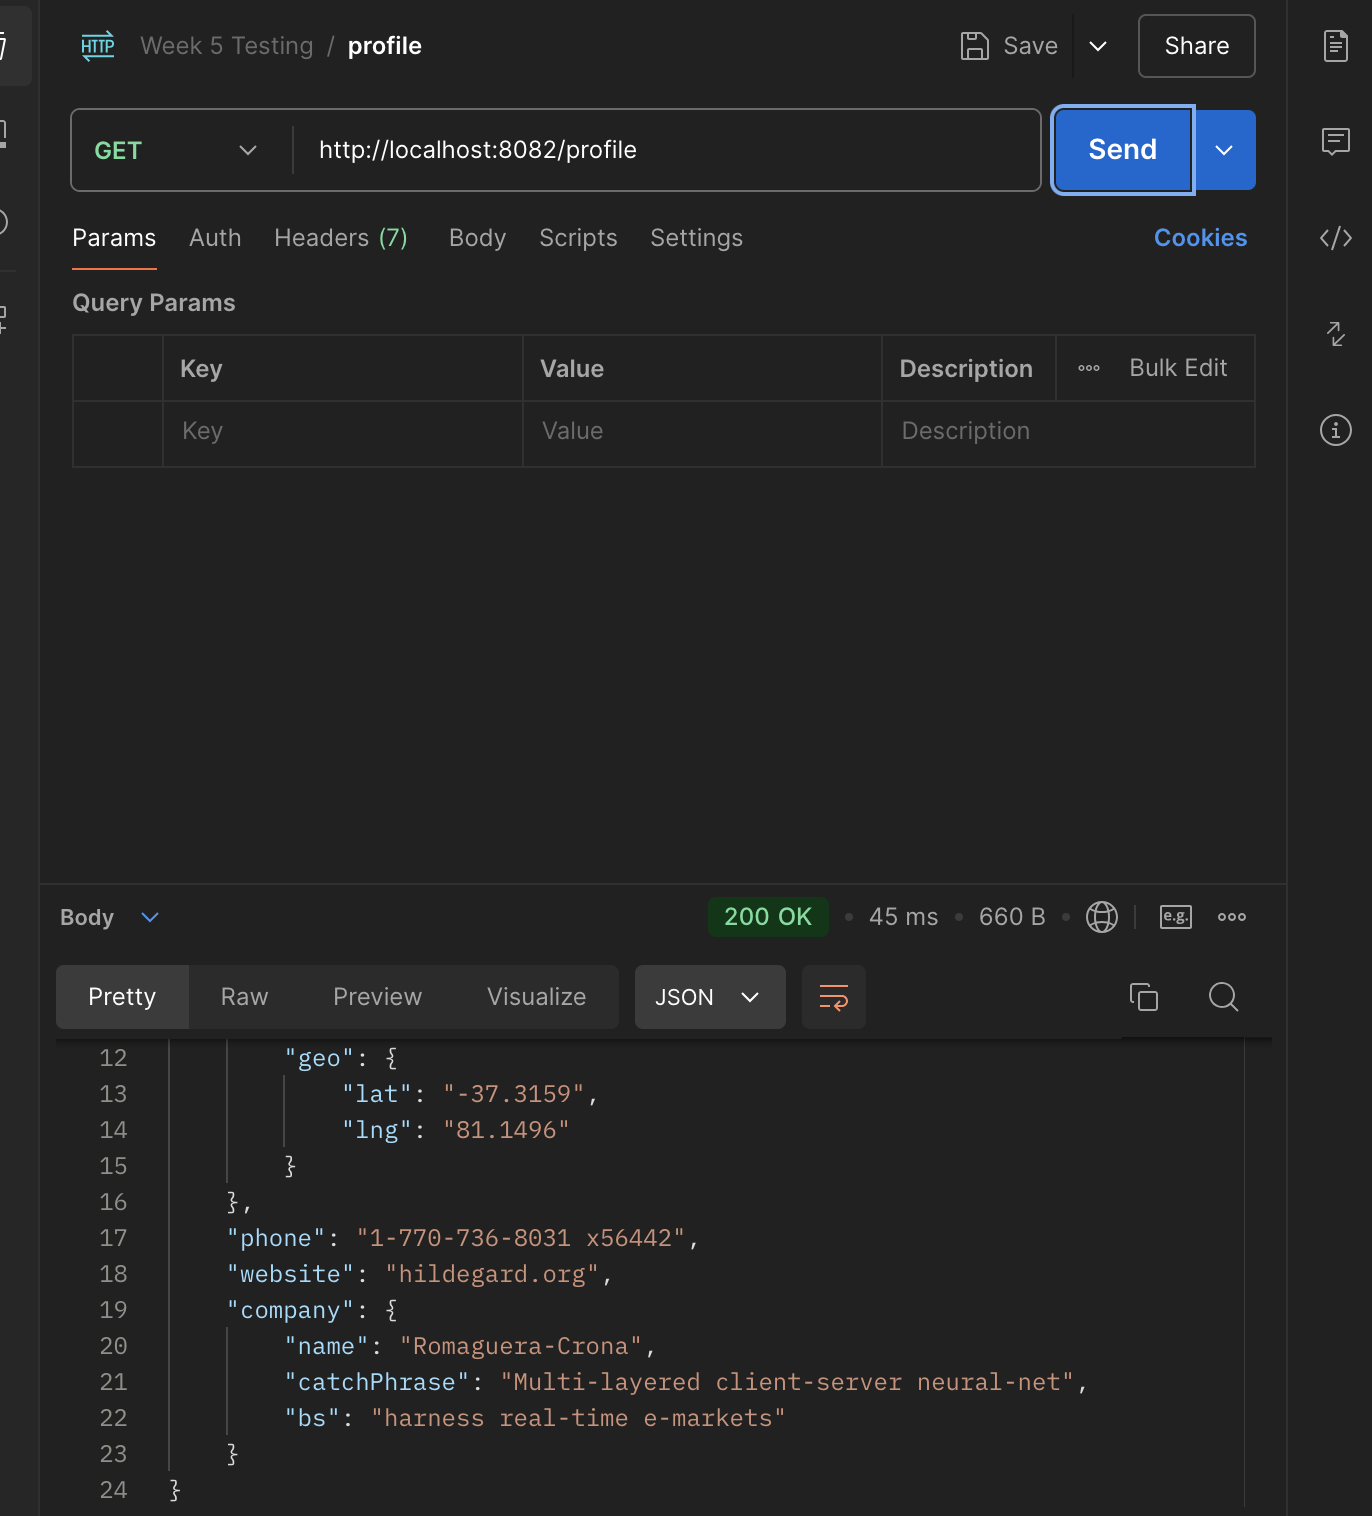 HTTP Week 5 Testing / profile Save Share
GET http://localhost:8082/profile Send
Params Auth Headers (7) Body Scripts Settings Cookies
Query Params
Key Value Description Bulk Edit
Key Value Description
Body 200 OK • 45 ms • 660 B • e.g.
Pretty Raw Preview Visualize JSON
12 "geo": {
13 "lat": "-37.3159",
14 "lng": "81.1496"
15 }
16 },
17 "phone": "1-770-736-8031 x56442",
18 "website": "hildegard.org",
19 "company": {
20 "name": "Romaguera-Crona",
21 "catchPhrase": "Multi-layered client-server neural-net",
22 "bs": "harness real-time e-markets"
23 }
24 }